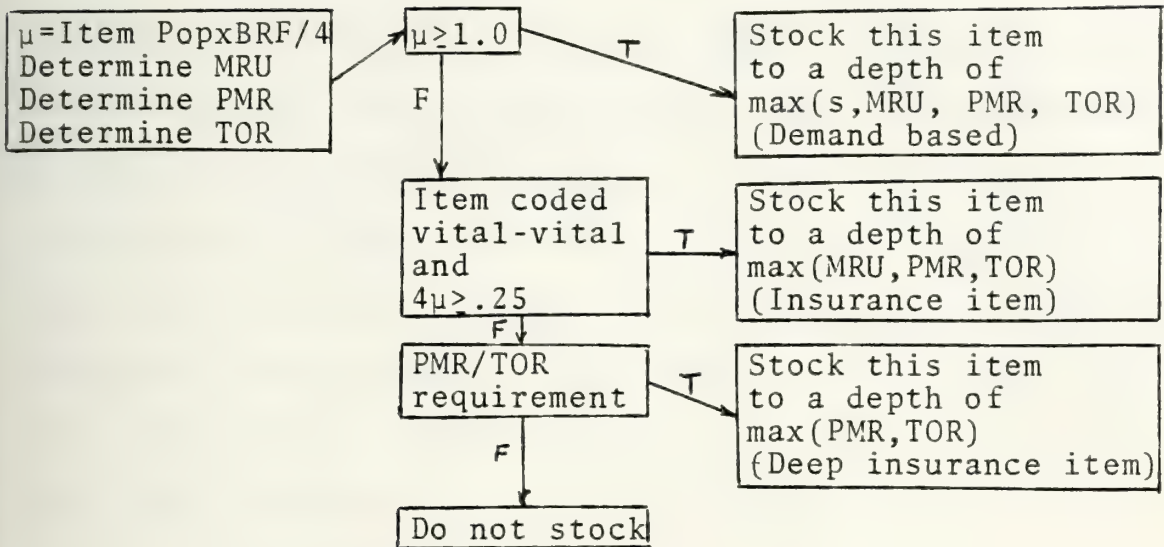 μ=Item PopxBRF/4
Determine MRU
Determine PMR
Determine TOR
μ≥1.0
T
Stock this item
to a depth of
max(s,MRU, PMR, TOR)
(Demand based)
F
Item coded
vital-vital
and
4μ≥.25
T
Stock this item
to a depth of
max(MRU,PMR,TOR)
(Insurance item)
F
PMR/TOR
requirement
T
Stock this item
to a depth of
max(PMR,TOR)
(Deep insurance item)
F
Do not stock